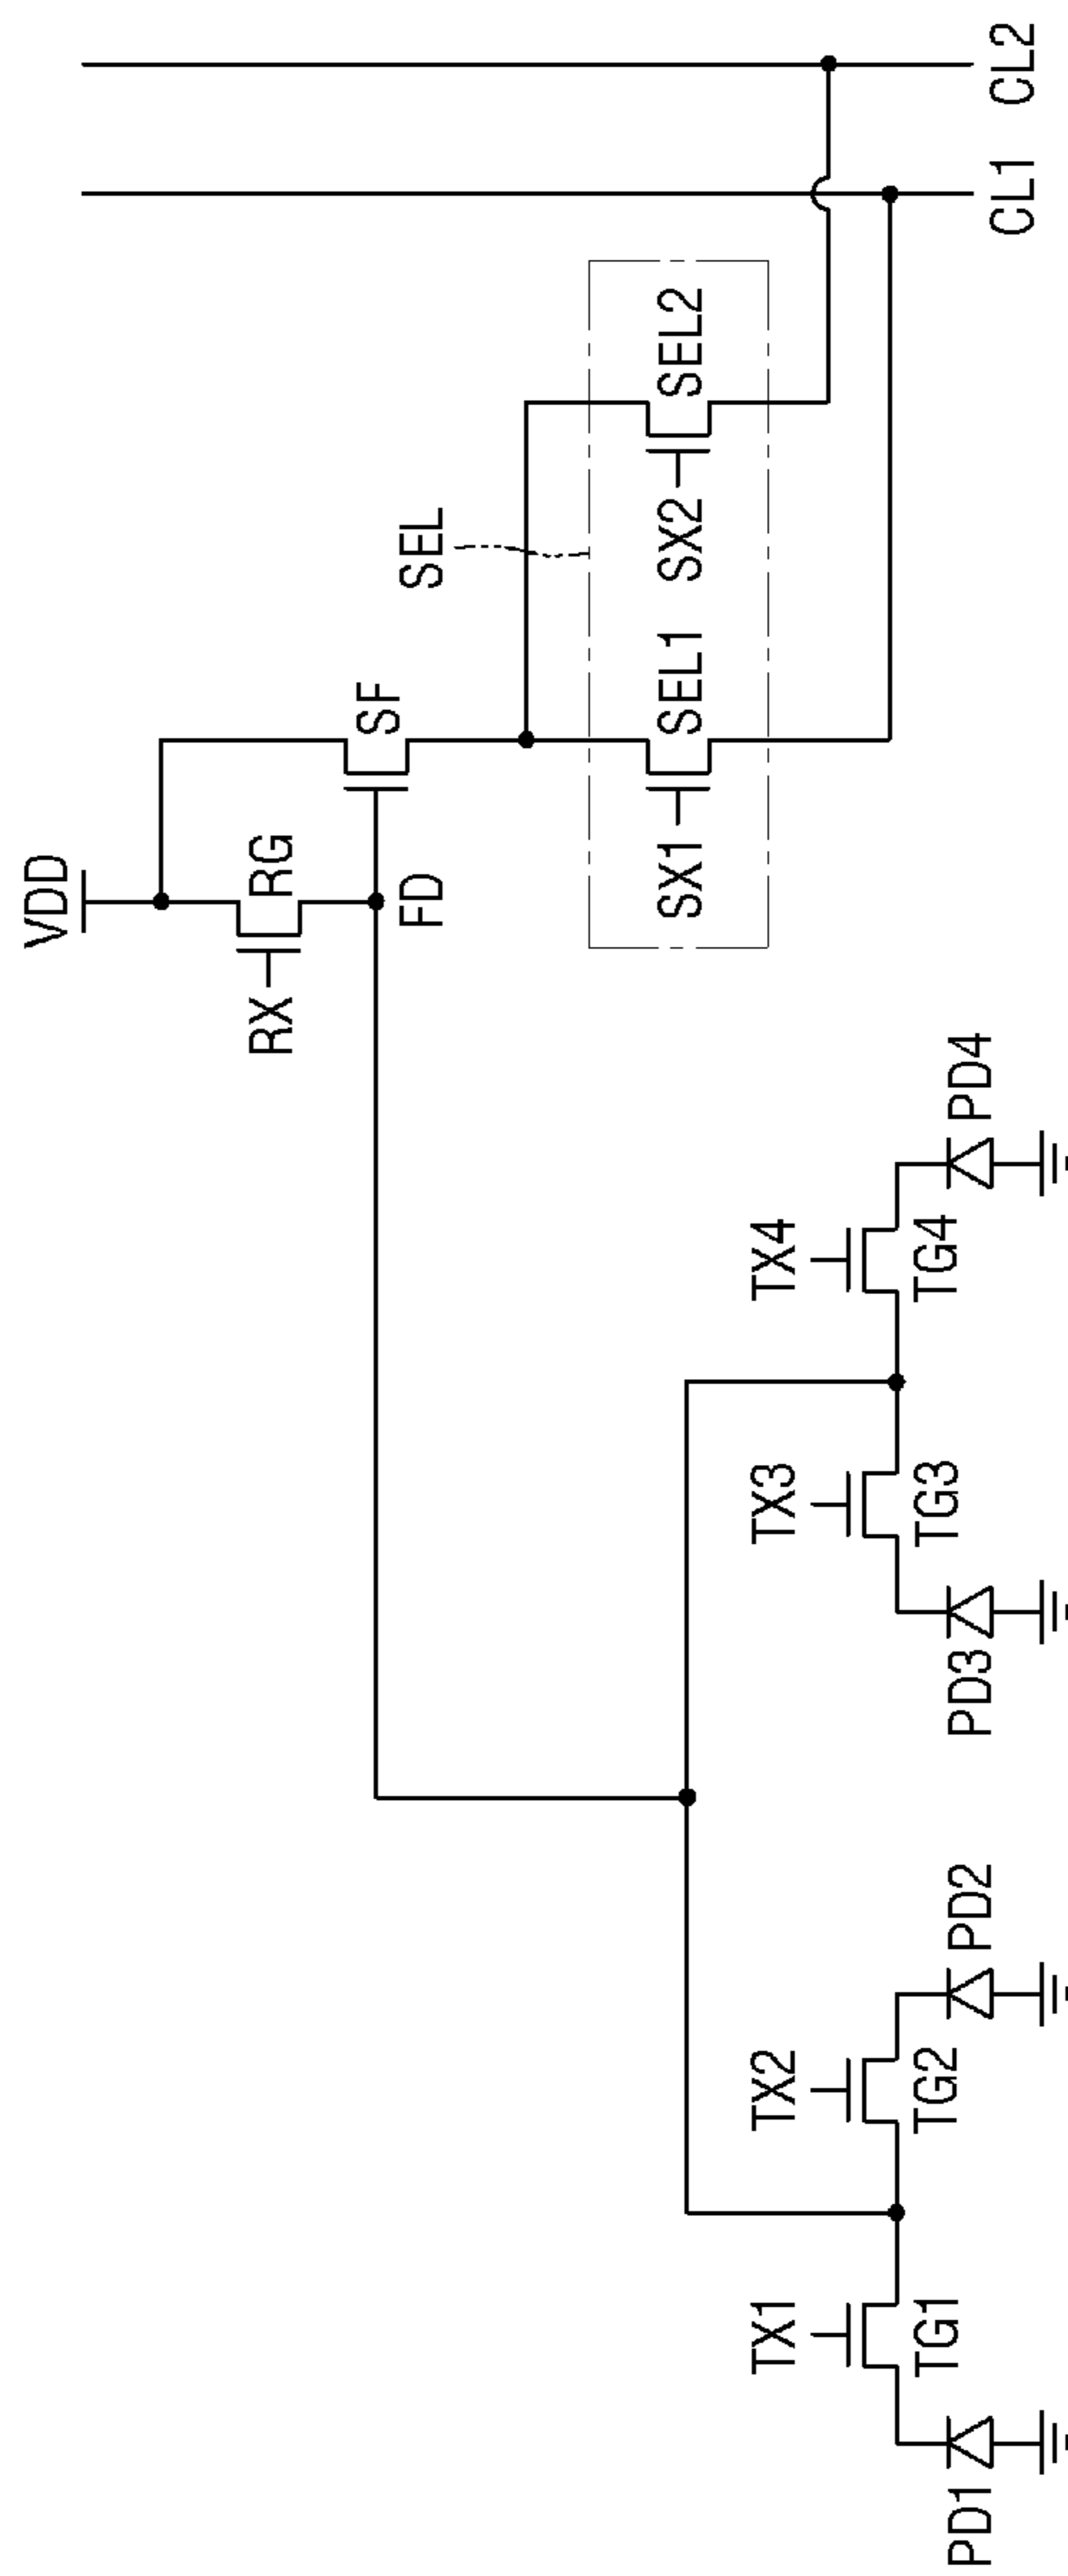 VDD
RX
RG
FD
SF
SEL
SX1
SEL1
SX2
SEL2
CL1
CL2
TX1
TX2
TX3
TX4
TG1
TG2
TG3
TG4
PD1
PD2
PD3
PD4